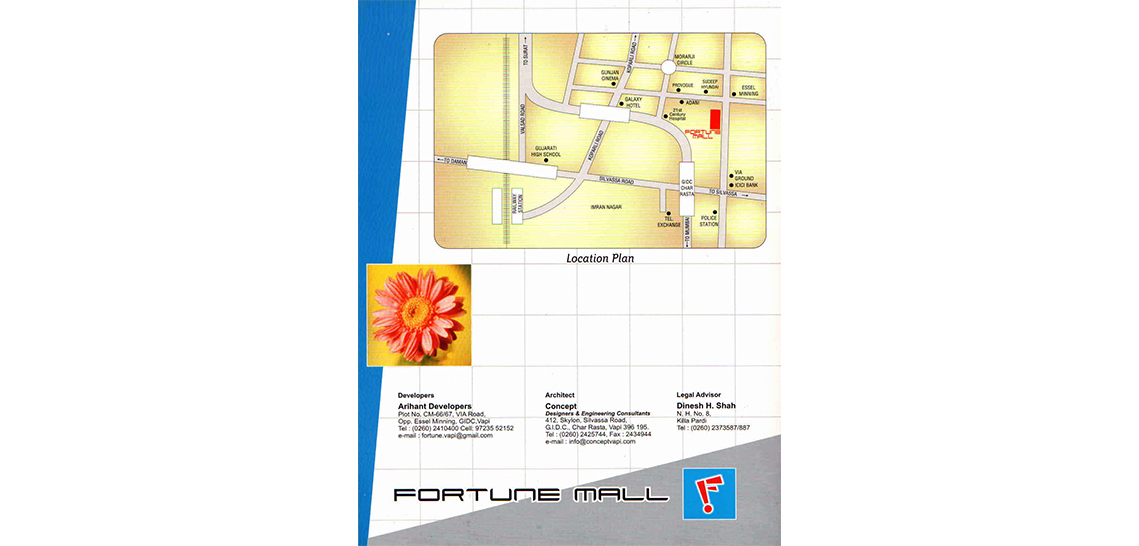 TO SURAT →
KOPARLI ROAD
MORARJI
CIRCLE
GUNJAN
CINEMA
PROVOGUE
SUDEEP
HYUNDAI
ESSEL
MINNING
GALAXY
HOTEL
ADANI
21st
Century
Hospital
FORTUNE
MALL
VALSAD ROAD
KOPARLI ROAD
GUJARATI
HIGH SCHOOL
← TO DAMAN
SILVASSA ROAD
GIDC
CHAR
RASTA
VIA
GROUND
ICICI BANK
TO SILVASSA →
RAILWAY
STATION
IMRAN NAGAR
TEL.
EXCHANGE
POLICE
STATION
← TO MUMBAI
Location Plan
Developers
Arihant Developers
Plot No, CM-66/67, VIA Road,
Opp. Essel Minning, GIDC,Vapi
Tel : (0260) 2410400 Cell: 97235 52152
e-mail : fortune.vapi@gmail.com
Architect
Concept
Designers & Engineering Consultants
412, Skylon, Silvassa Road,
G.I.D.C., Char Rasta, Vapi 396 195.
Tel : (0260) 2425744, Fax : 2434944
e-mail : info@conceptvapi.com
Legal Advisor
Dinesh H. Shah
N. H. No. 8,
Killa Pardi
Tel : (0260) 2373587/887
FORTUNE MALL
F